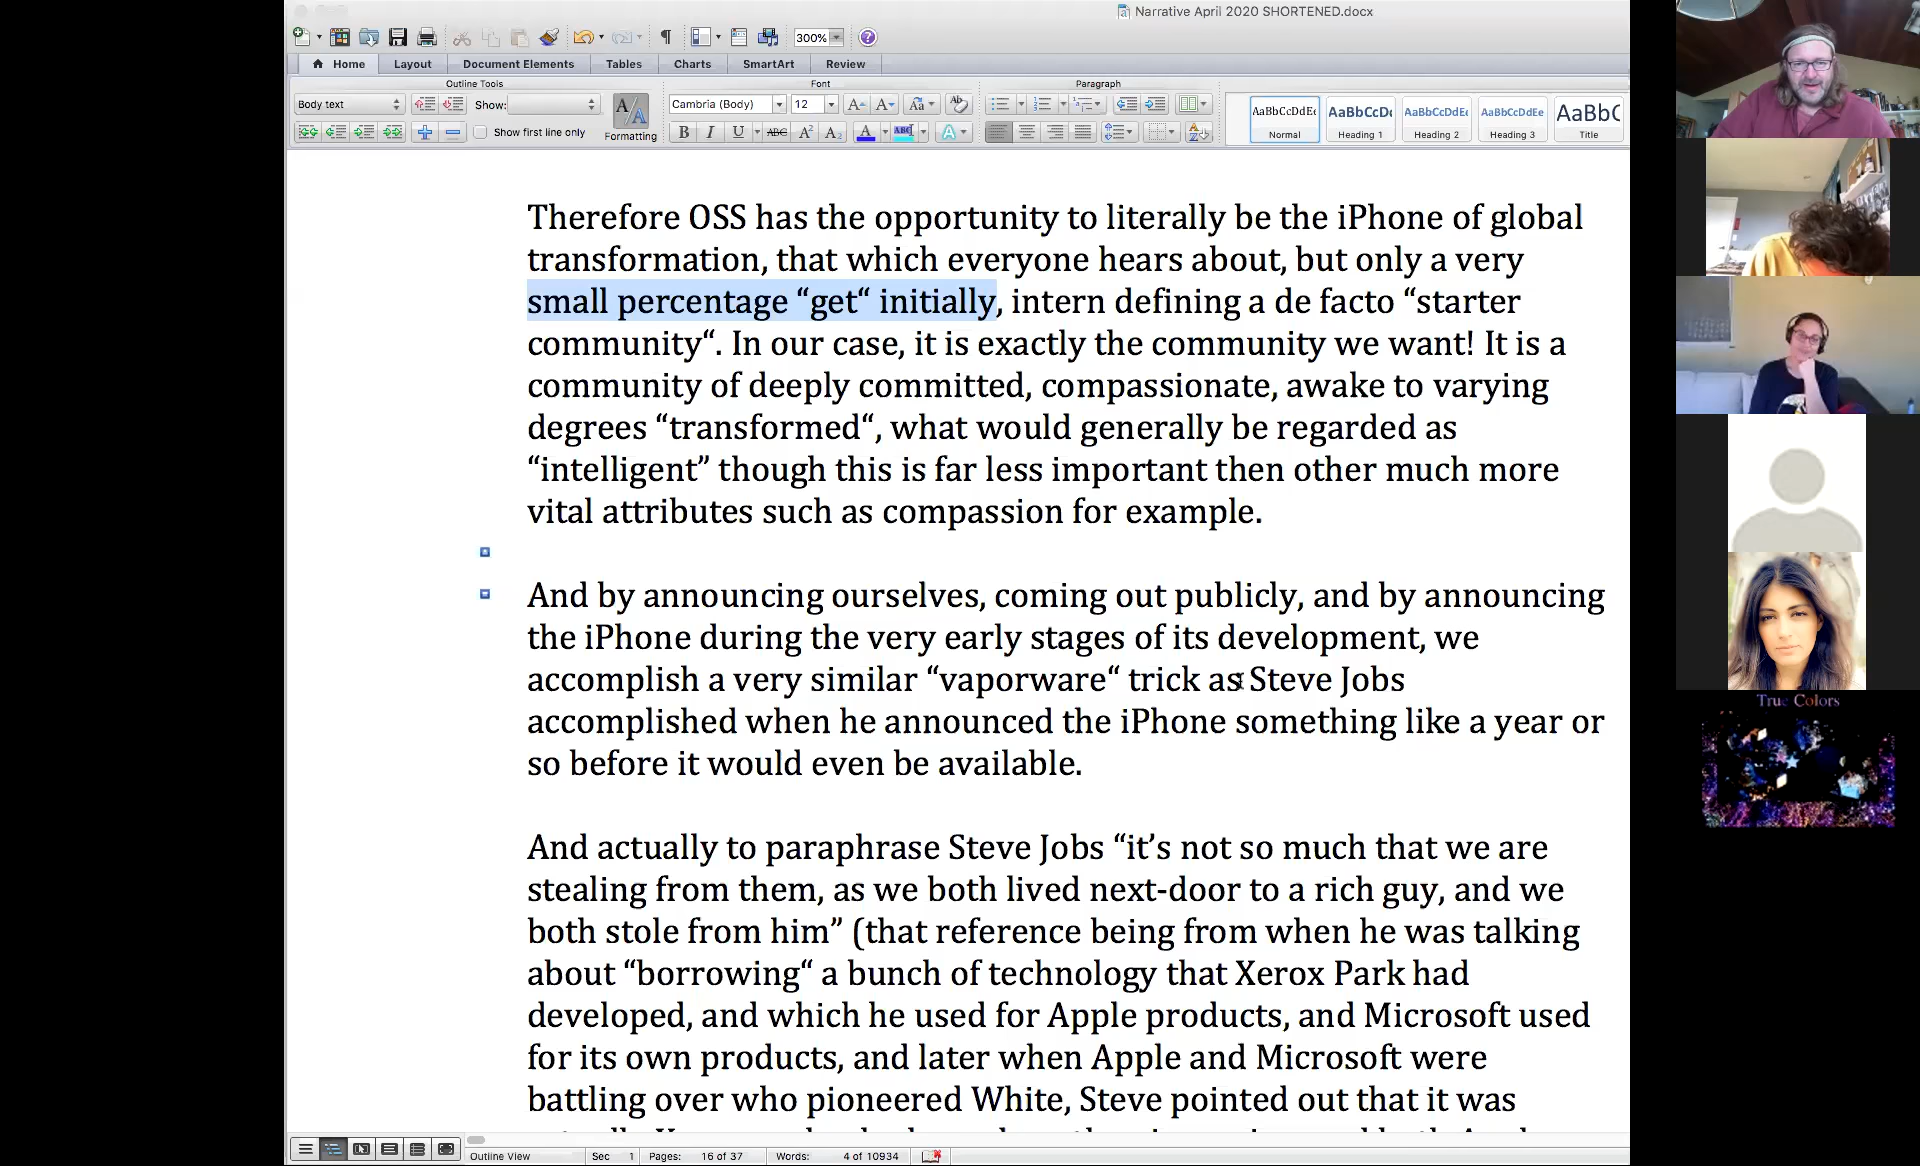 Narrative April 2020 SHORTENED.docx
300%
Home Layout Document Elements Tables Charts SmartArt Review
Outline Tools Font Paragraph
Body text Show: Cambria (Body) 12
Show first line only Formatting
AaBbCcDdEe AaBbCcDc AaBbCcDdEe AaBbCcDdEe AaBbC
Normal Heading 1 Heading 2 Heading 3 Title
Therefore OSS has the opportunity to literally be the iPhone of global
transformation, that which everyone hears about, but only a very
small percentage “get“ initially, intern defining a de facto “starter
community“. In our case, it is exactly the community we want! It is a
community of deeply committed, compassionate, awake to varying
degrees “transformed“, what would generally be regarded as
“intelligent” though this is far less important then other much more
vital attributes such as compassion for example.
And by announcing ourselves, coming out publicly, and by announcing
the iPhone during the very early stages of its development, we
accomplish a very similar “vaporware“ trick as Steve Jobs
accomplished when he announced the iPhone something like a year or
so before it would even be available.
And actually to paraphrase Steve Jobs “it’s not so much that we are
stealing from them, as we both lived next-door to a rich guy, and we
both stole from him” (that reference being from when he was talking
about “borrowing“ a bunch of technology that Xerox Park had
developed, and which he used for Apple products, and Microsoft used
for its own products, and later when Apple and Microsoft were
battling over who pioneered White, Steve pointed out that it was
Outline View Sec 1 Pages: 16 of 37 Words: 4 of 10934
True Colors